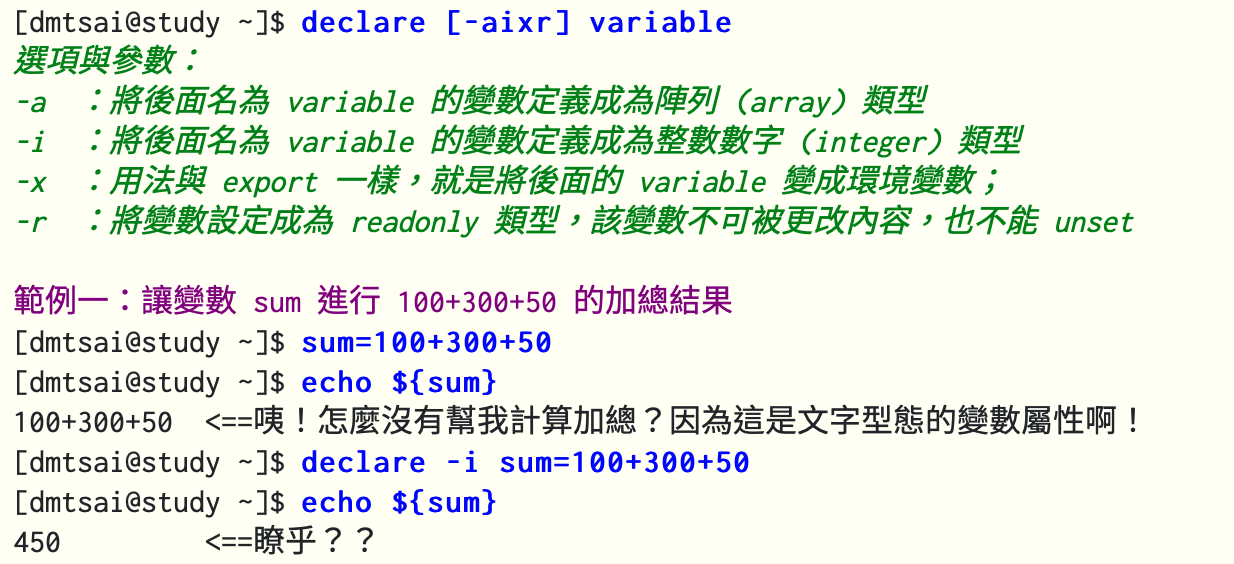 [dmtsai@study ~]$ declare [-aixr] variable
選項與參數：
-a  ：將後面名為 variable 的變數定義成為陣列 (array) 類型
-i  ：將後面名為 variable 的變數定義成為整數數字 (integer) 類型
-x  ：用法與 export 一樣，就是將後面的 variable 變成環境變數；
-r  ：將變數設定成為 readonly 類型，該變數不可被更改內容，也不能 unset
範例一：讓變數 sum 進行 100+300+50 的加總結果
[dmtsai@study ~]$ sum=100+300+50
[dmtsai@study ~]$ echo ${sum}
100+300+50  <==咦！怎麼沒有幫我計算加總？因為這是文字型態的變數屬性啊！
[dmtsai@study ~]$ declare -i sum=100+300+50
[dmtsai@study ~]$ echo ${sum}
450         <==瞭乎？？